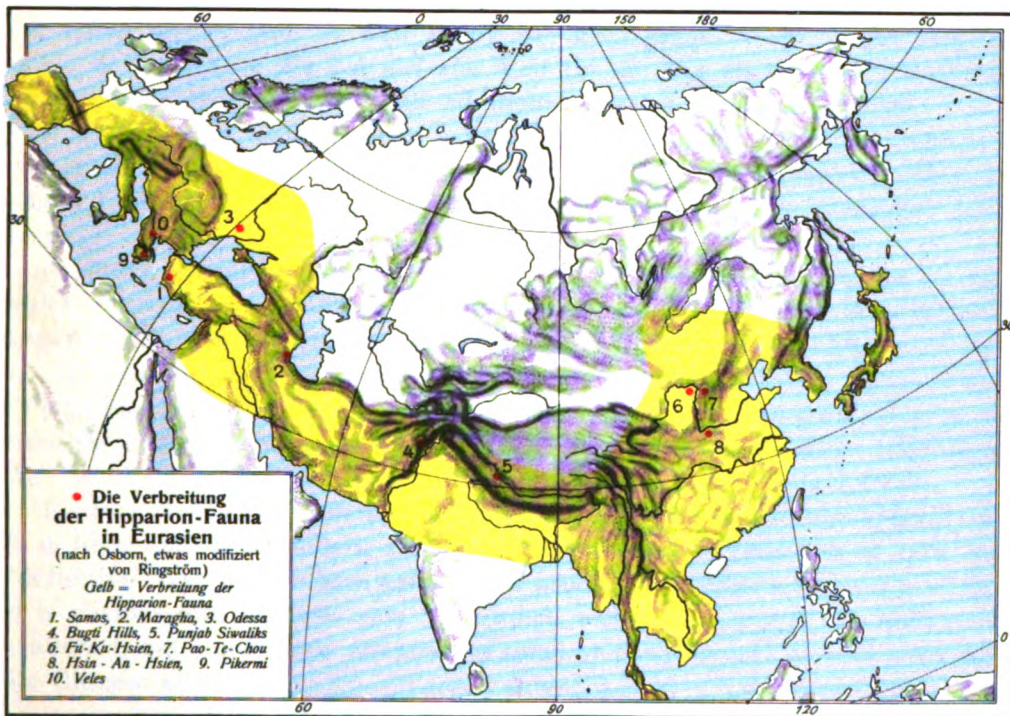 60 0 30 60 90 150 180 60
30
0
3
9
1
2
4
5
6 7
8
30
0
• Die Verbreitung
der Hipparion-Fauna
in Eurasien
(nach Osborn, etwas modifiziert
von Ringström)
Gelb = Verbreitung der
Hipparion-Fauna
1. Samos, 2. Maragha, 3. Odessa
4. Bugti Hills, 5. Punjab Siwaliks
6. Fu-Ku-Hsien, 7. Pao-Te-Chou
8. Hsin-An-Hsien, 9. Pikermi
10. Veles
60 90 120